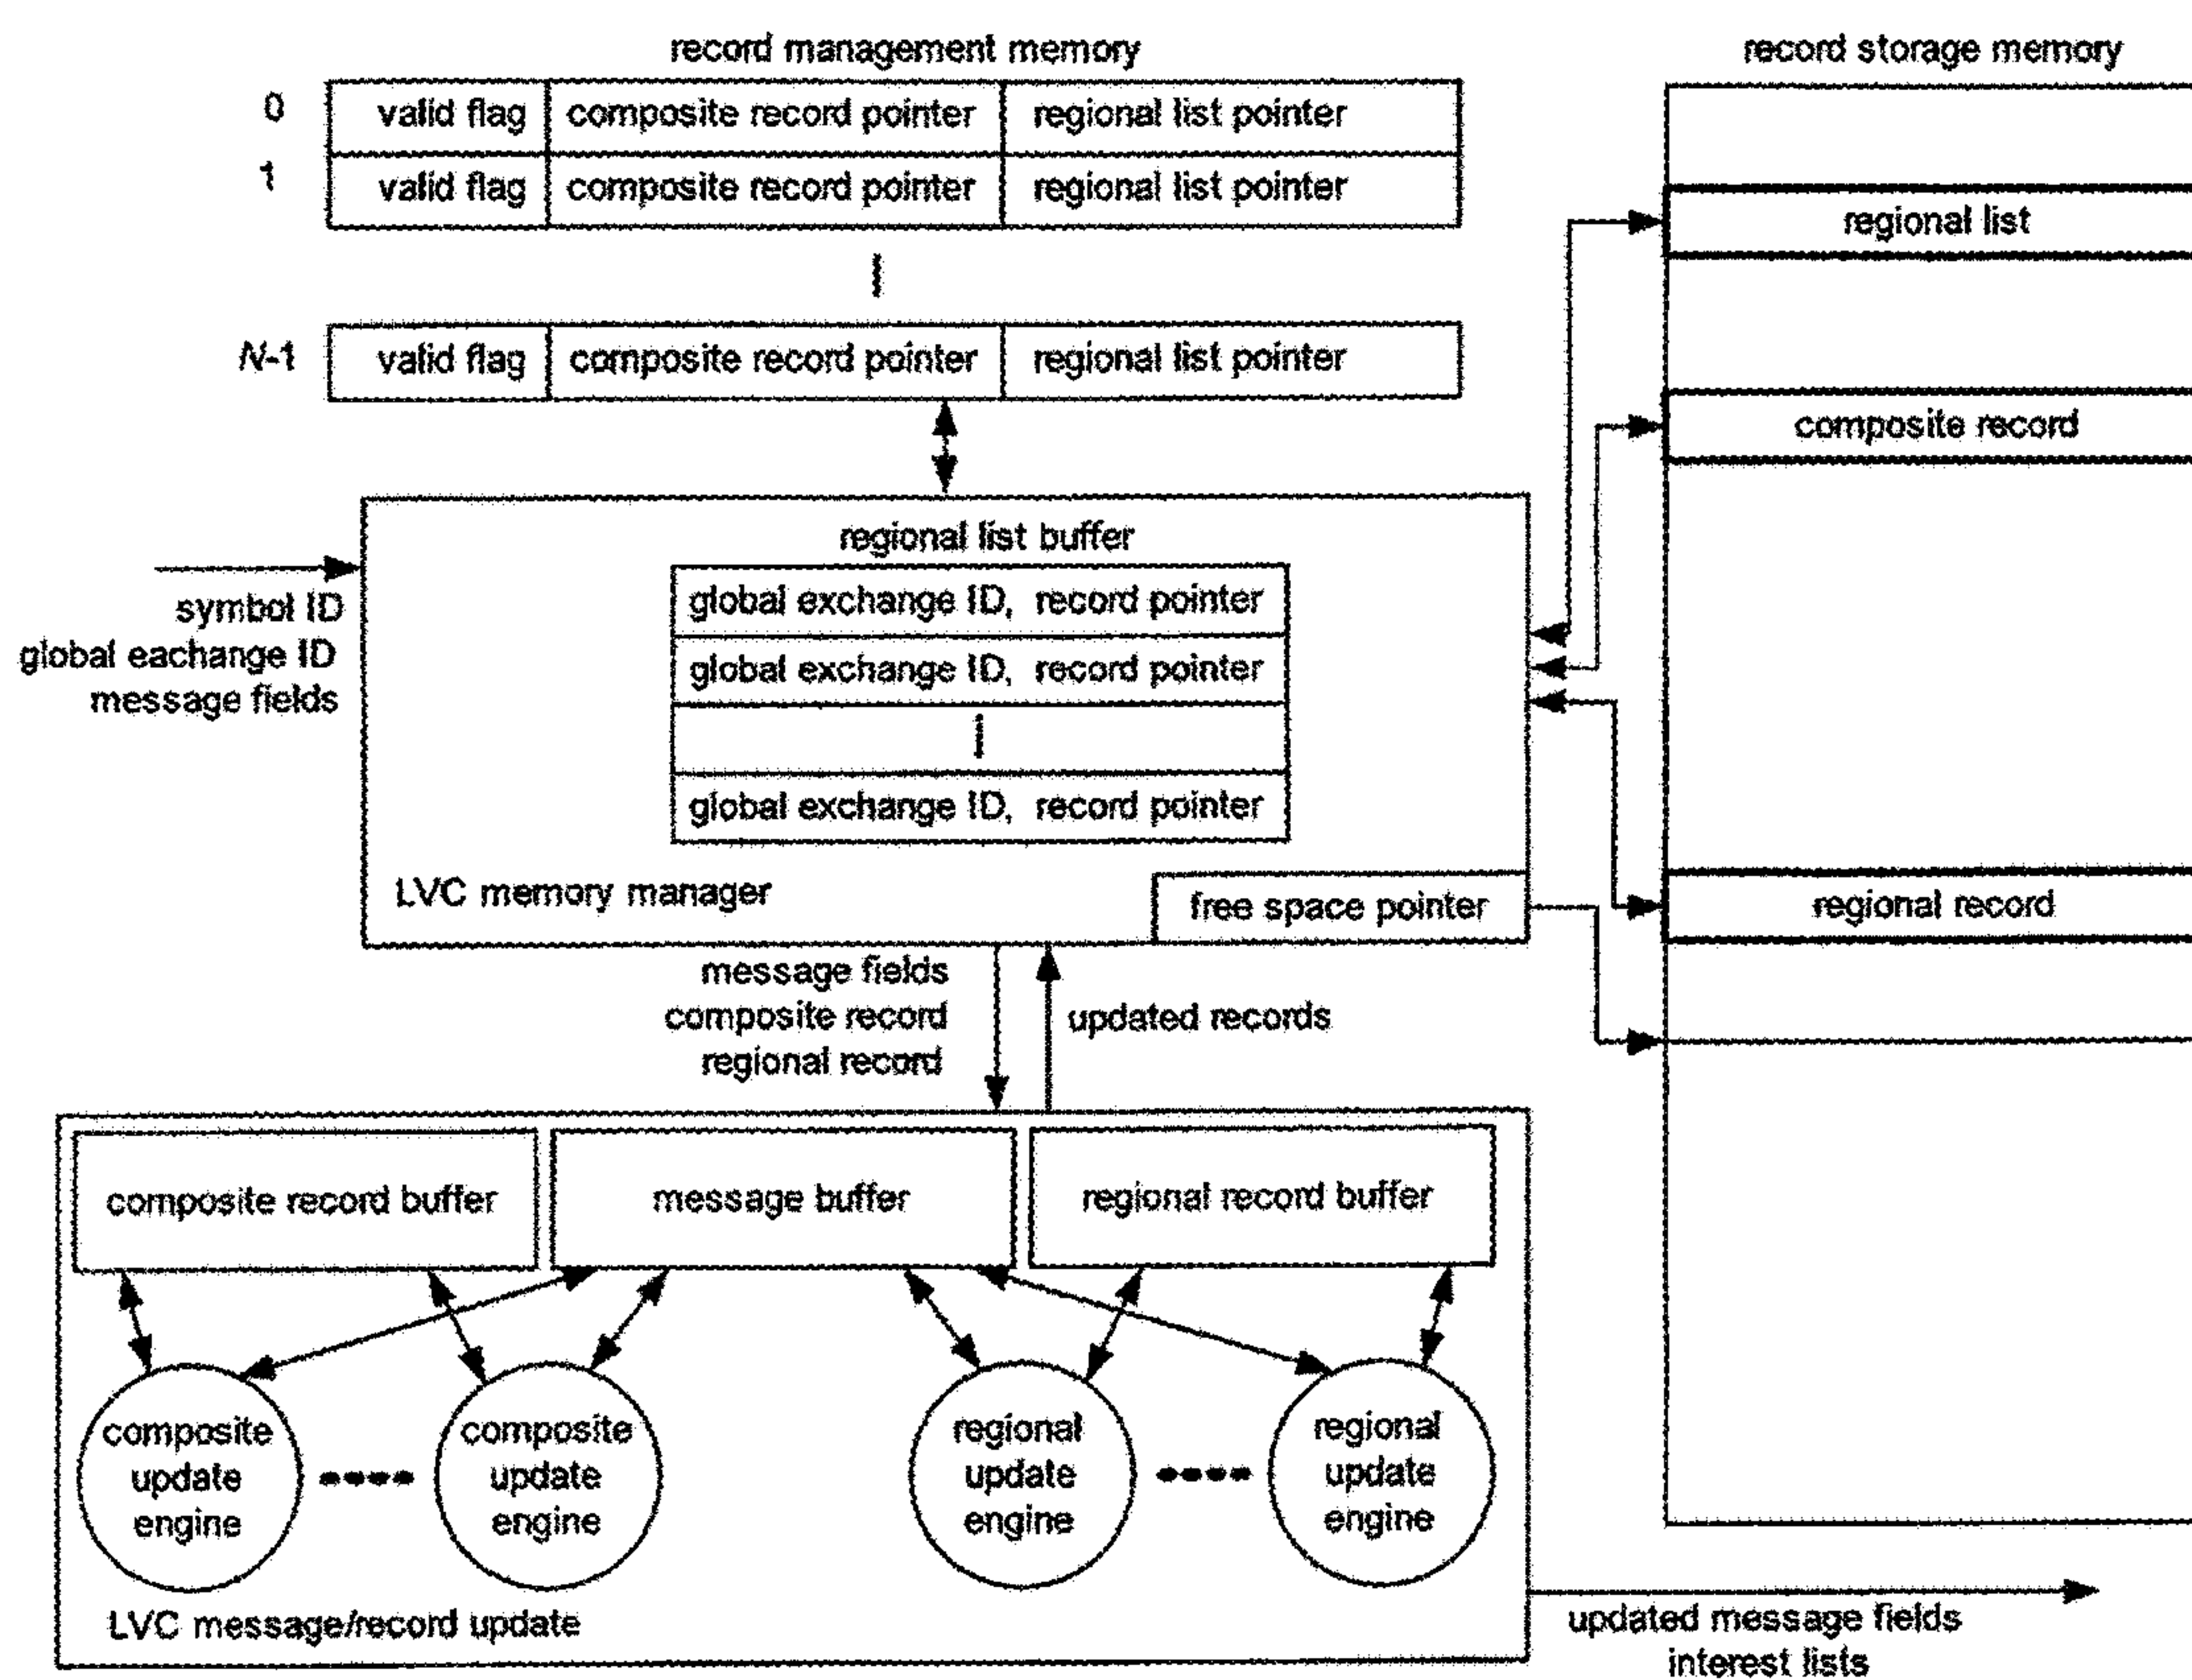 record management memory
0 valid flag composite record pointer regional list pointer
1 valid flag composite record pointer regional list pointer
N-1 valid flag composite record pointer regional list pointer
record storage memory
regional list
composite record
regional record
symbol ID
global eachange ID
message fields
regional list buffer
global exchange ID, record pointer
global exchange ID, record pointer
global exchange ID, record pointer
LVC memory manager
free space pointer
message fields
composite record
regional record
updated records
composite record buffer
message buffer
regional record buffer
composite
update
engine
composite
update
engine
regional
update
engine
regional
update
engine
LVC message/record update
updated message fields
interest lists